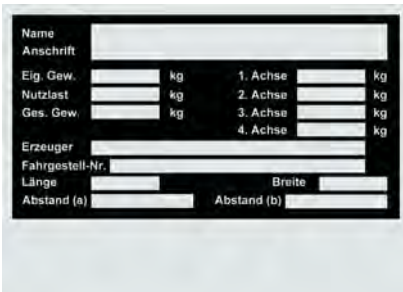 Name
Anschrift
Eig. Gew. kg 1. Achse kg
Nutzlast kg 2. Achse kg
Ges. Gew. kg 3. Achse kg
4. Achse kg
Erzeuger
Fahrgestell-Nr.
Länge Breite
Abstand (a) Abstand (b)